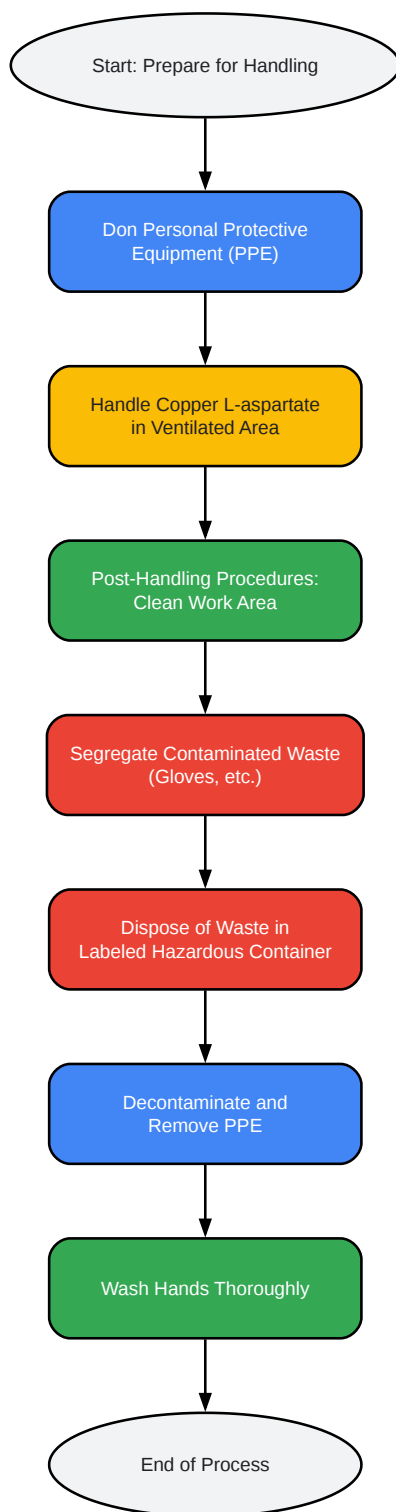 Start: Prepare for Handling
Don Personal Protective
Equipment (PPE)
Handle Copper L-aspartate
in Ventilated Area
Post-Handling Procedures:
Clean Work Area
Segregate Contaminated Waste
(Gloves, etc.)
Dispose of Waste in
Labeled Hazardous Container
Decontaminate and
Remove PPE
Wash Hands Thoroughly
End of Process